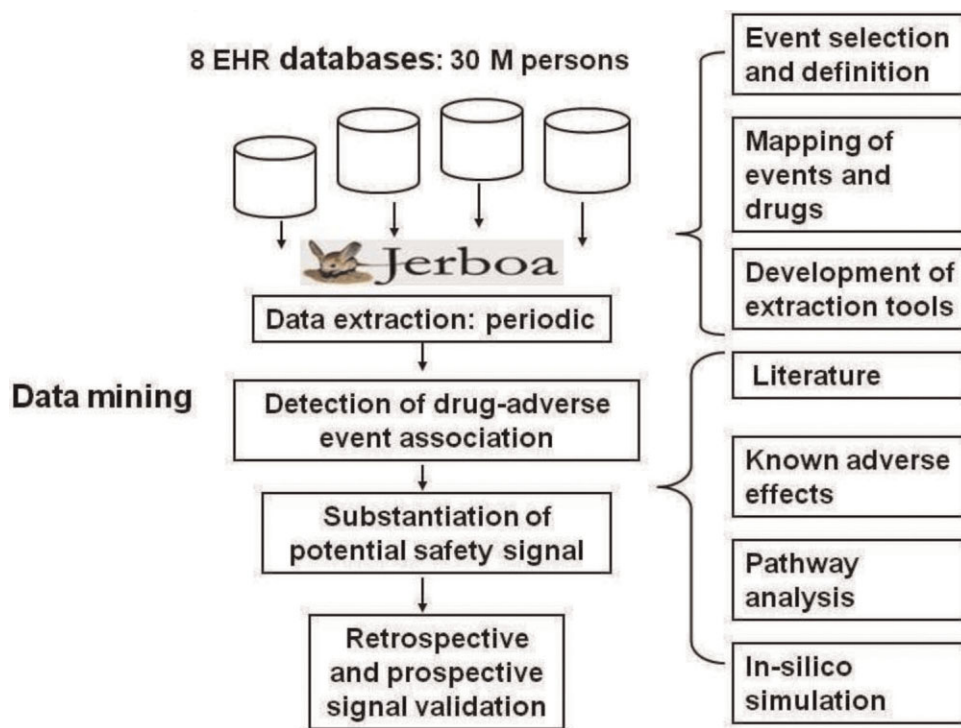 8 EHR databases: 30 M persons
Jerboa
Data extraction: periodic
Data mining
Detection of drug-adverse
event association
Substantiation of
potential safety signal
Retrospective
and prospective
signal validation
Event selection
and definition
Mapping of
events and
drugs
Development of
extraction tools
Literature
Known adverse
effects
Pathway
analysis
In-silico
simulation